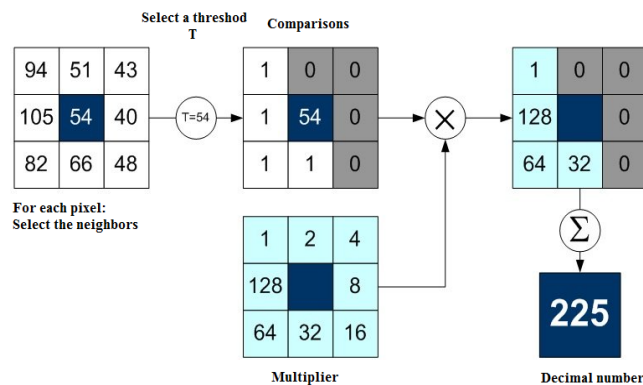 Select a threshod
T
Comparisons
94 51 43
105 54 40
82 66 48
T=54
1 0 0
1 54 0
1 1 0
×
1 0 0
128 0
64 32 0
For each pixel:
Select the neighbors
1 2 4
128 8
64 32 16
Σ
225
Multiplier
Decimal number